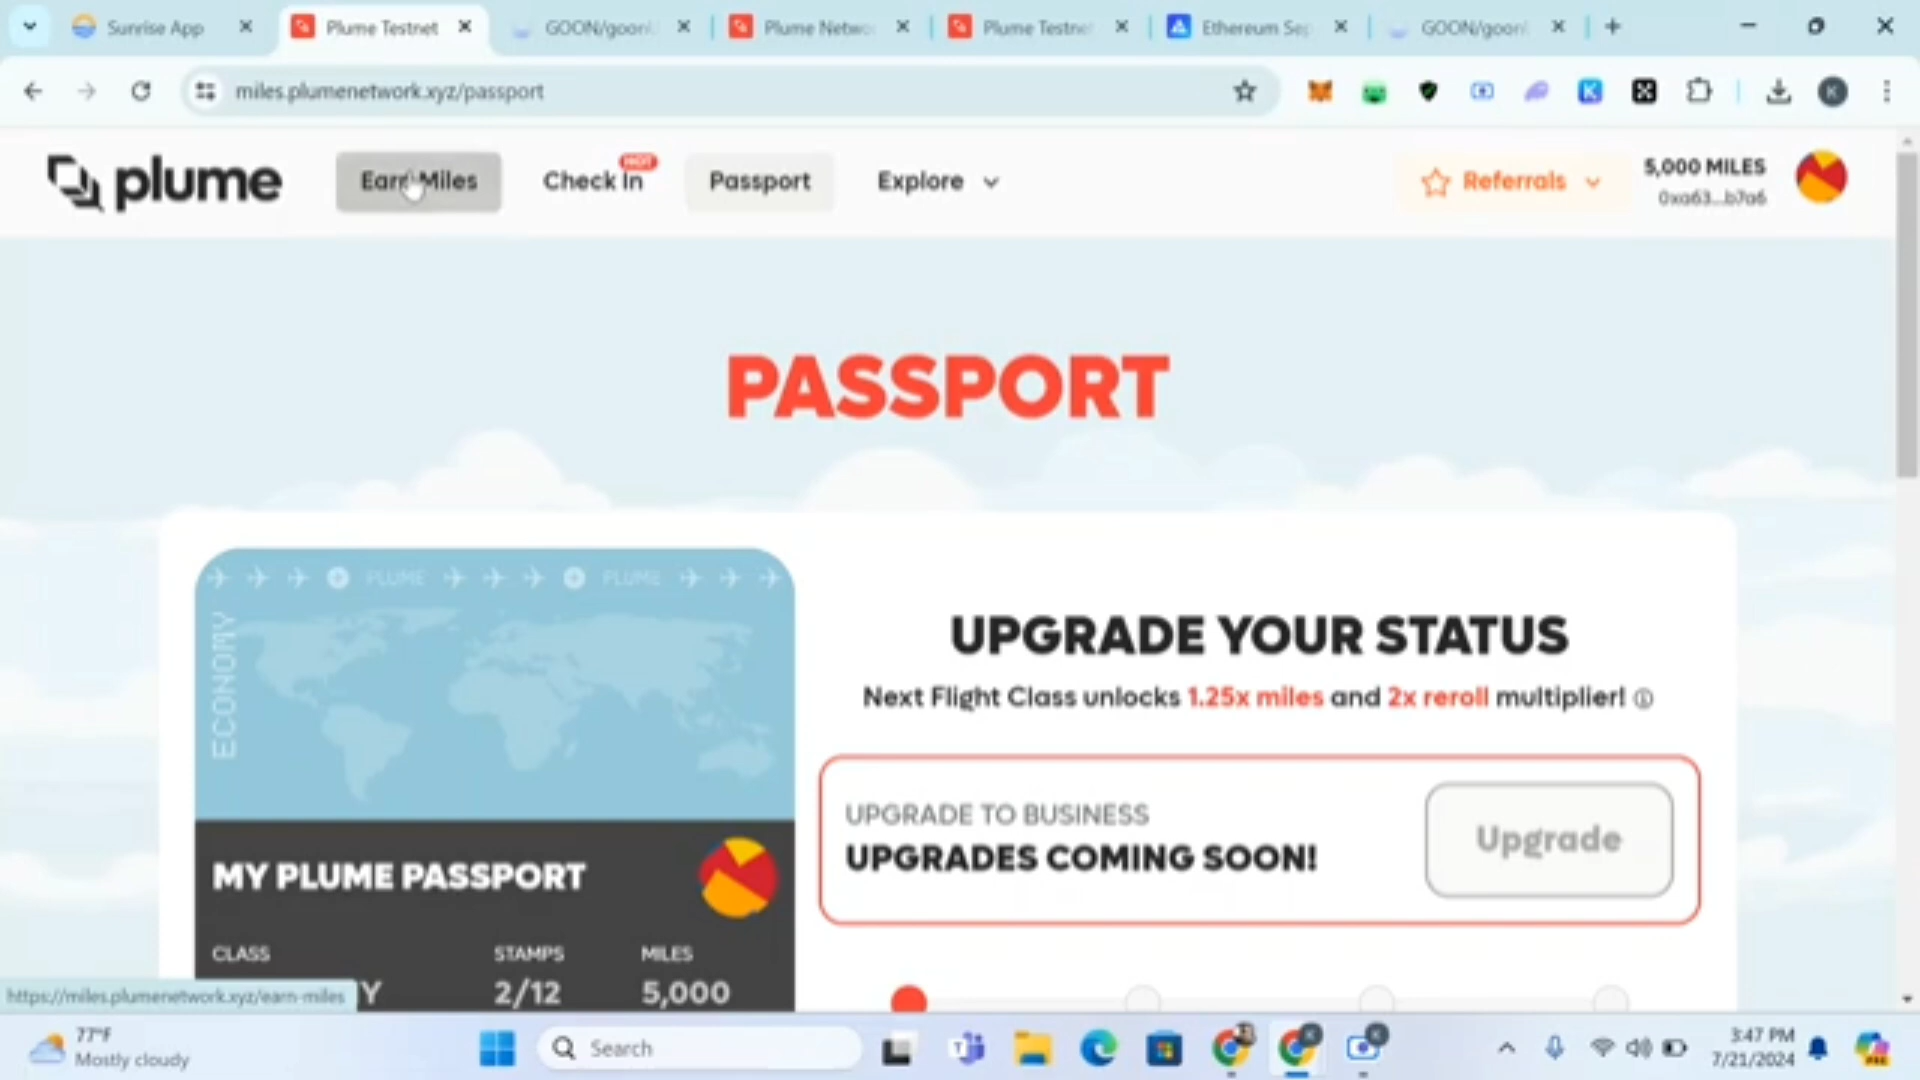 Sunrise App
Plume Testnet
GOON/goon
Plume Netwo
Plume Testne
Ethereum Sep
GOON/goon
miles.plumenetwork.xyz/passport
plume
Earn Miles
Check In
HOT
Passport
Explore
Referrals
5,000 MILES
0xa63...b7a6
PASSPORT
PLUME
PLUME
ECONOMY
UPGRADE YOUR STATUS
Next Flight Class unlocks 1.25x miles and 2x reroll multiplier!
UPGRADE TO BUSINESS
UPGRADES COMING SOON!
Upgrade
MY PLUME PASSPORT
CLASS
STAMPS
MILES
Y
2/12
5,000
https://miles.plumenetwork.xyz/earn-miles
77°F
Mostly cloudy
Search
3:47 PM
7/21/2024